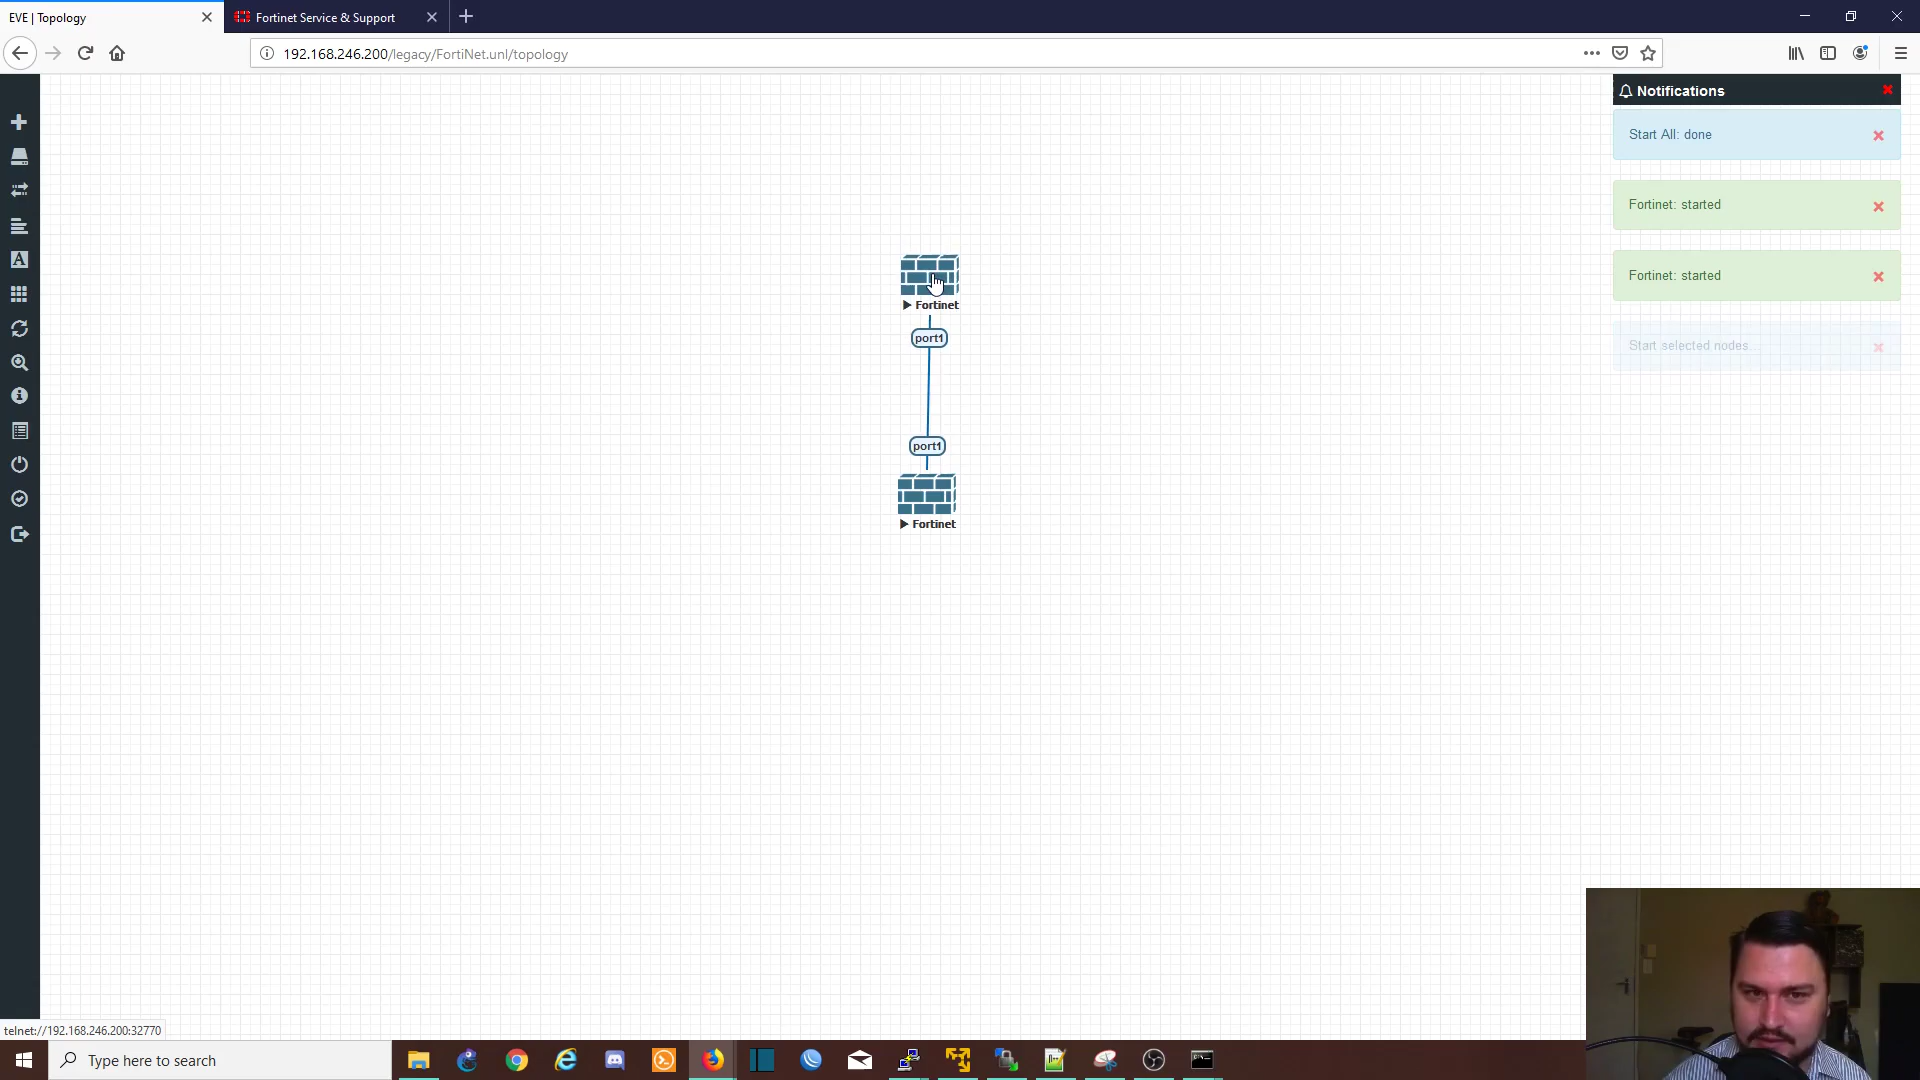 EVE | Topology
Fortinet Service & Support
192.168.246.200/legacy/FortiNet.unl/topology
Notifications
Start All: done
Fortinet: started
Fortinet: started
Start selected nodes...
Fortinet
port1
port1
Fortinet
telnet://192.168.246.200:32770
Type here to search